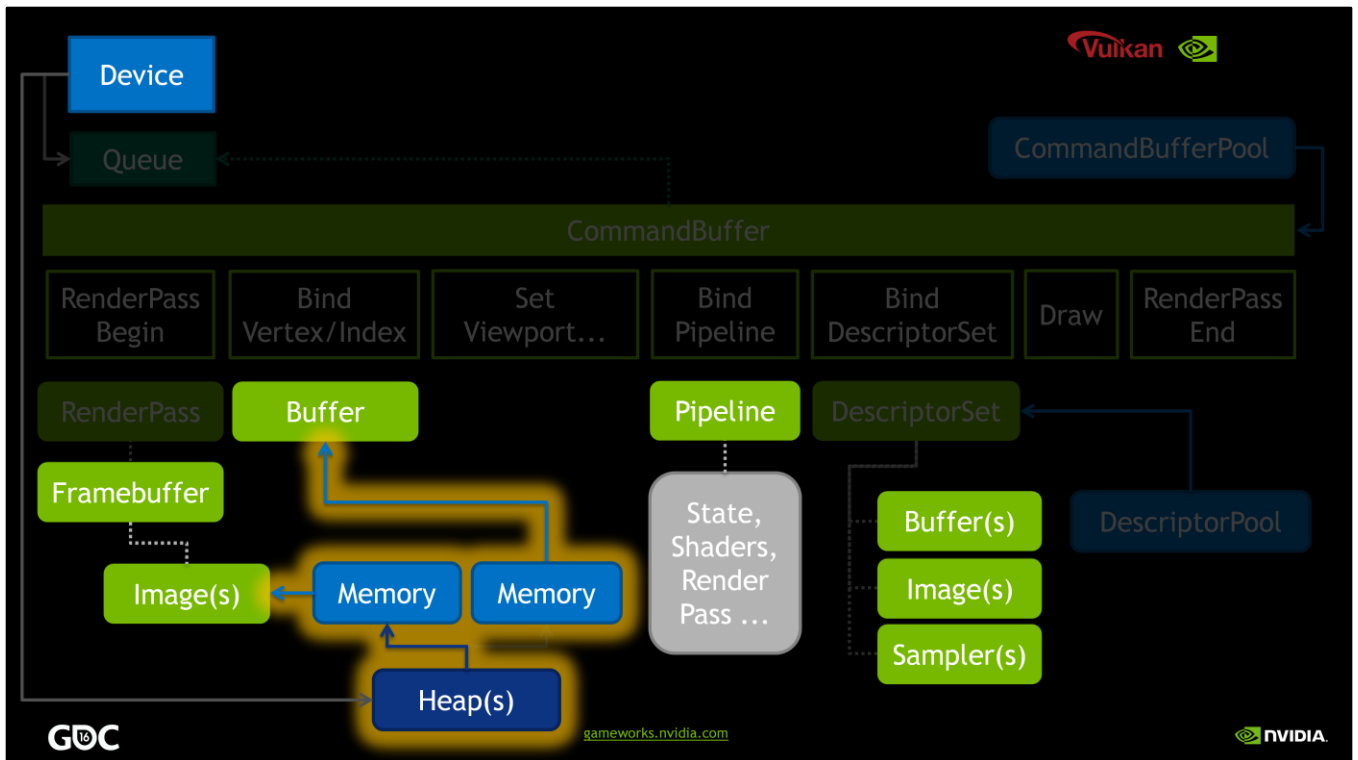 Device
Vulkan
Queue
CommandBufferPool
CommandBuffer
RenderPass
Begin
Bind
Vertex/Index
Set
Viewport...
Bind
Pipeline
Bind
DescriptorSet
Draw
RenderPass
End
RenderPass
Buffer
Pipeline
DescriptorSet
Framebuffer
State,
Shaders,
Render
Pass ...
Buffer(s)
DescriptorPool
Image(s)
Memory
Memory
Image(s)
Sampler(s)
Heap(s)
GDC 16
gameworks.nvidia.com
NVIDIA.